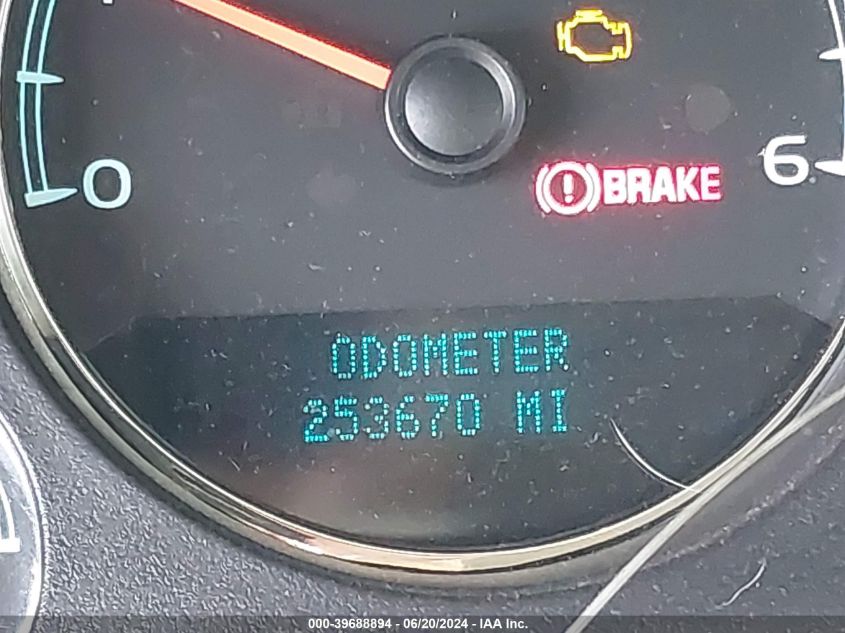 0
6
BRAKE
ODOMETER
253670 MI
000-39688894 - 06/20/2024 - IAA Inc.